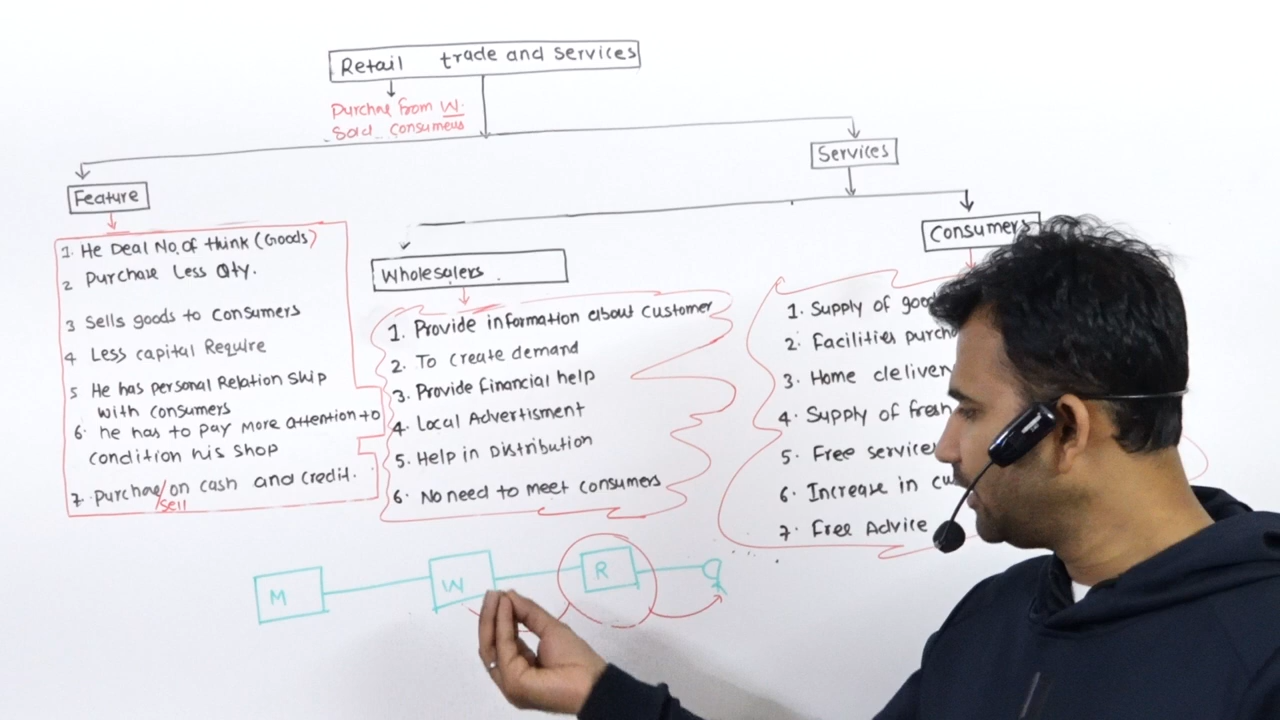 Retail trade and services
Purchase from W.
Sold consumers
Services
Feature
Consumers
1. He Deal No. of think (Goods)
2 Purchase Less Qty.
3 Sells goods to consumers
4 Less capital Require
5 He has personal Relation ship
with consumers
6. he has to pay more attention to
condition his shop
7. purchase/on cash and credit.
sell
Wholesalers
1. Provide information about customer
2. To create demand
3. Provide Financial help
4. Local Advertisment
5. Help in Distribution
6. No need to meet consumers
1. Supply of goo
2. Facilities purch
3. Home deliver
4. Supply of fresh
5. Free service
6. Increase in cu
7. Free Advice
M
W
R